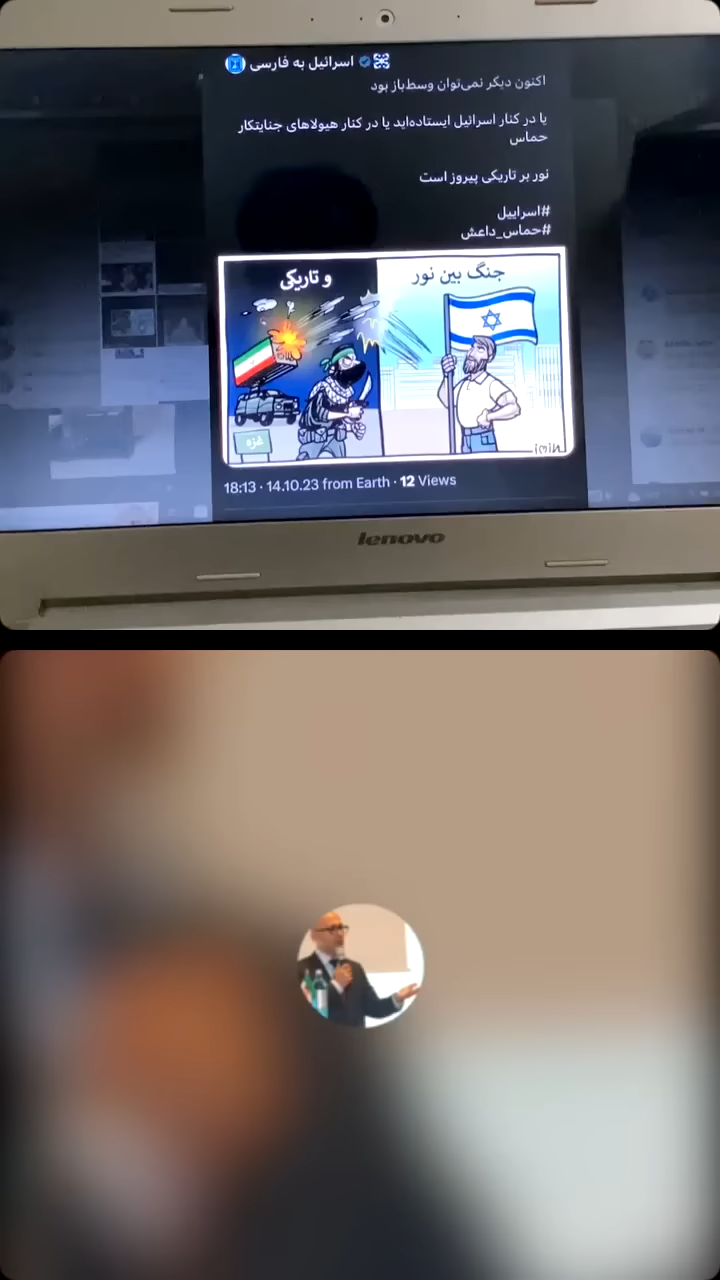 اسرائیل به فارسی
اکنون دیگر نمی‌توان وسط‌باز بود
یا در کنار اسرائیل ایستاده‌اید یا در کنار هیولاهای جنایتکار
حماس
نور بر تاریکی پیروز است
#اسراییل
#حماس_داعش
جنگ بین نور
و تاریکی
غزه
18:13 · 14.10.23 from Earth · 12 Views
lenovo